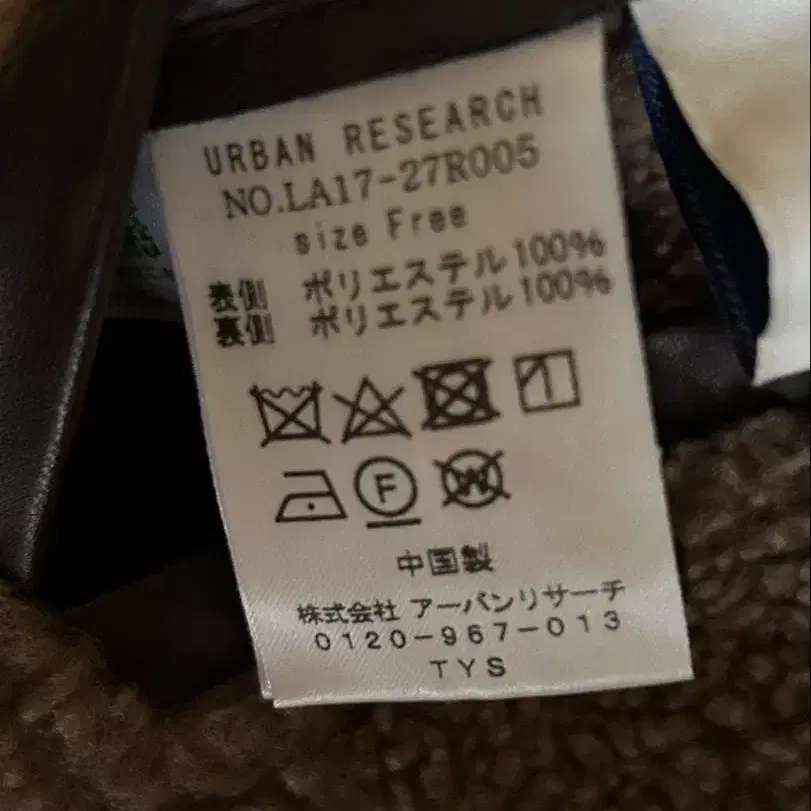 URBAN RESEARCH
NO.LA17-27R005
size Free
表側 ポリエステル100%
裏側 ポリエステル100%
F W
中国製
株式会社 アーバンリサーチ
0120-967-013
TYS